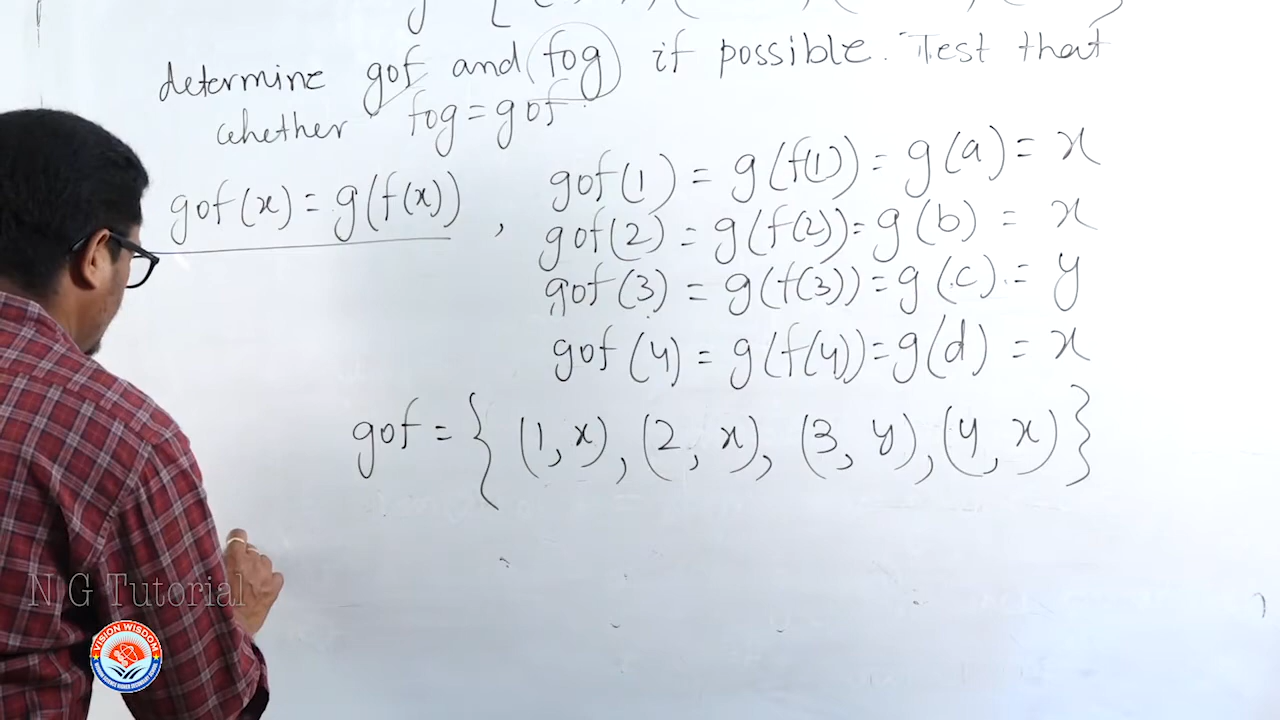 determine gof and fog if possible. Test that
whether fog = gof.
gof(x) = g(f(x)) , gof(1) = g(f(1)) = g(a) = x
gof(2) = g(f(2)) = g(b) = x
gof(3) = g(f(3)) = g(c) = y
gof(4) = g(f(4)) = g(d) = x
gof = { (1, x), (2, x), (3, y), (4, x) }
N G Tutorial
VISION WISDOM